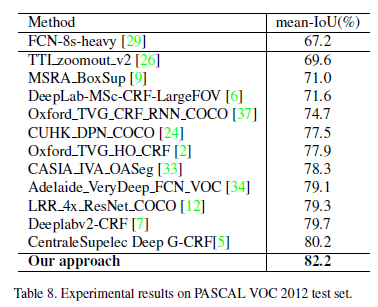 Method mean-IoU(%)
FCN-8s-heavy [29] 67.2
TTI_zoomout_v2 [26] 69.6
MSRA_BoxSup [9] 71.0
DeepLab-MSc-CRF-LargeFOV [6] 71.6
Oxford_TVG_CRF_RNN_COCO [37] 74.7
CUHK_DPN_COCO [24] 77.5
Oxford_TVG_HO_CRF [2] 77.9
CASIA_IVA_OASeg [33] 78.3
Adelaide_VeryDeep_FCN_VOC [34] 79.1
LRR_4x_ResNet_COCO [12] 79.3
Deeplabv2-CRF [7] 79.7
CentraleSupelec Deep G-CRF[5] 80.2
Our approach 82.2
Table 8. Experimental results on PASCAL VOC 2012 test set.